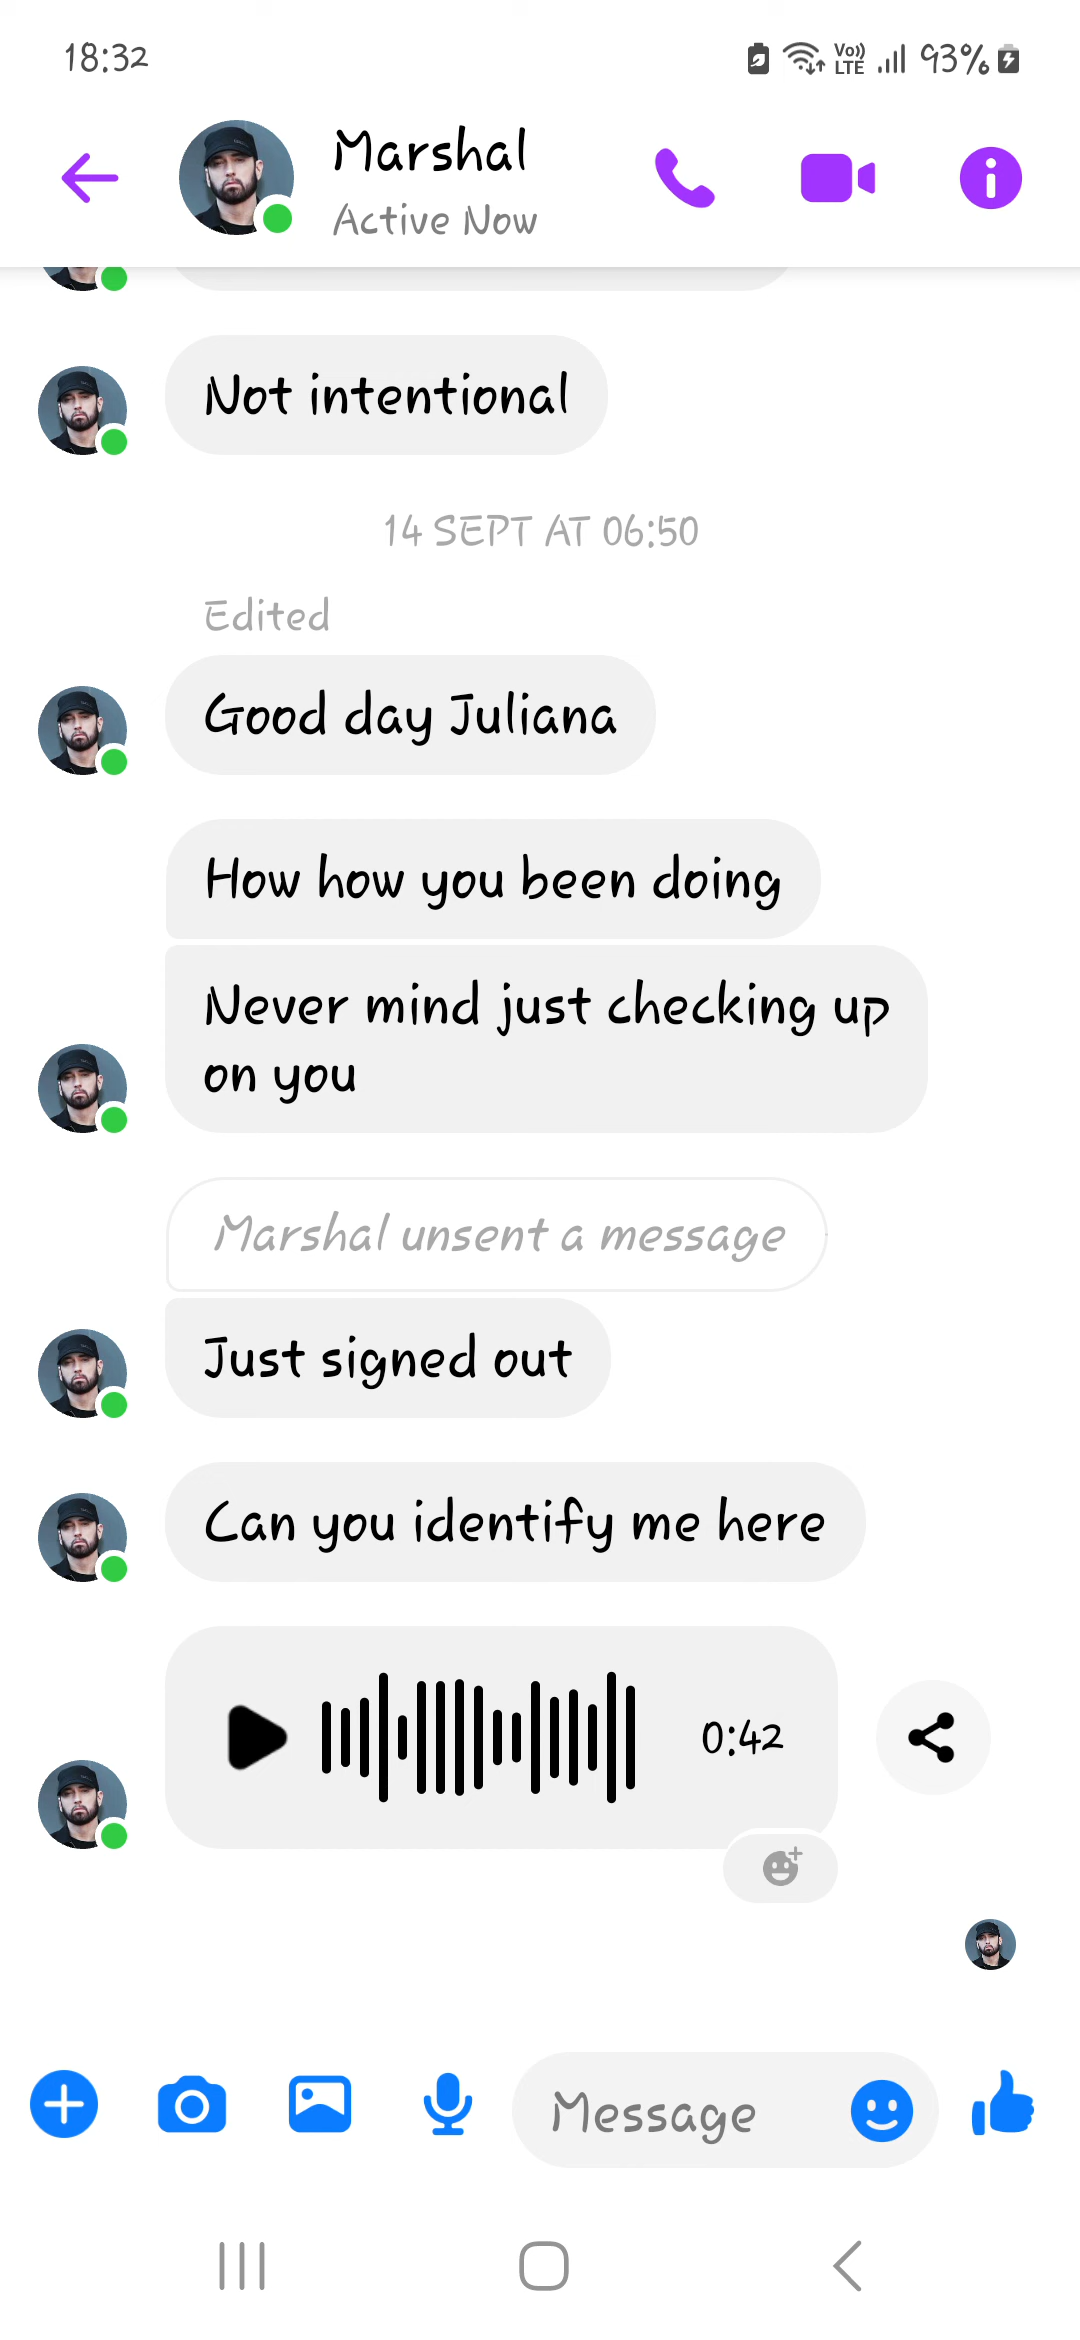 18:32
Vo))
LTE
93%
Marshal
Active Now
Not intentional
14 SEPT AT 06:50
Edited
Good day Juliana
How how you been doing
Never mind just checking up
on you
Marshal unsent a message
Just signed out
Can you identify me here
0:42
Message